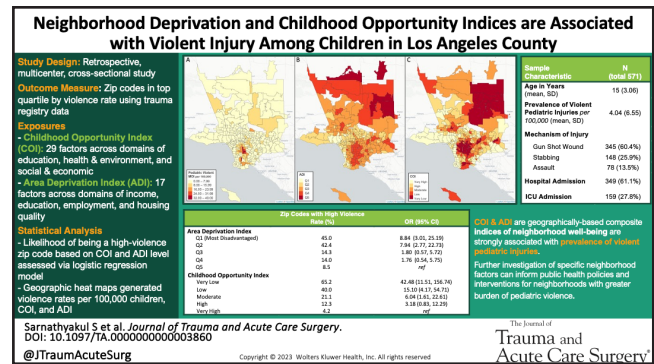 Neighborhood Deprivation and Childhood Opportunity Indices are Associated
with Violent Injury Among Children in Los Angeles County
Study Design: Retrospective,
multicenter, cross-sectional study
Outcome Measure: Zip codes in top
quartile by violence rate using trauma
registry data
Exposures
- Childhood Opportunity Index
(COI): 29 factors across domains of
education, health & environment, and
social & economic
- Area Deprivation Index (ADI): 17
factors across domains of income,
education, employment, and housing
quality
Statistical Analysis
- Likelihood of being a high-violence
zip code based on COI and ADI level
assessed via logistic regression
model
- Geographic heat maps generated
violence rates per 100,000 children,
COI, and ADI
A
B
C
ADI
COI
Sample Characteristic N (total 571)
Age in Years (mean, SD) 15 (3.06)
Prevalence of Violent
Pediatric Injuries per
100,000 (mean, SD) 4.04 (6.55)
Mechanism of Injury
Gun Shot Wound 345 (60.4%)
Stabbing 148 (25.9%)
Assault 78 (13.5%)
Hospital Admission 349 (61.1%)
ICU Admission 159 (27.8%)
Zip Codes with High Violence
Rate (%) OR (95% CI)
Area Deprivation Index
Q1 (Most Disadvantaged) 45.0 8.84 (3.01, 25.19)
Q2 42.4 7.94 (2.77, 22.73)
Q3 14.3 1.80 (0.57, 5.72)
Q4 14.0 1.76 (0.54, 5.75)
Q5 8.5 ref
Childhood Opportunity Index
Very Low 65.2 42.48 (11.51, 156.74)
Low 40.0 15.10 (4.17, 54.71)
Moderate 21.1 6.04 (1.61, 22.61)
High 12.3 3.18 (0.83, 12.29)
Very High 4.2 ref
COI & ADI are geographically-based composite
indices of neighborhood well-being are
strongly associated with prevalence of violent
pediatric injuries.
Further investigation of specific neighborhood
factors can inform public health policies and
interventions for neighborhoods with greater
burden of pediatric violence.
Sarnathyakul S et al. Journal of Trauma and Acute Care Surgery.
DOI: 10.1097/TA.0000000000003860
@JTraumAcuteSurg
Copyright © 2023 Wolters Kluwer Health, Inc. All rights reserved
The Journal of
Trauma and
Acute Care Surgery®